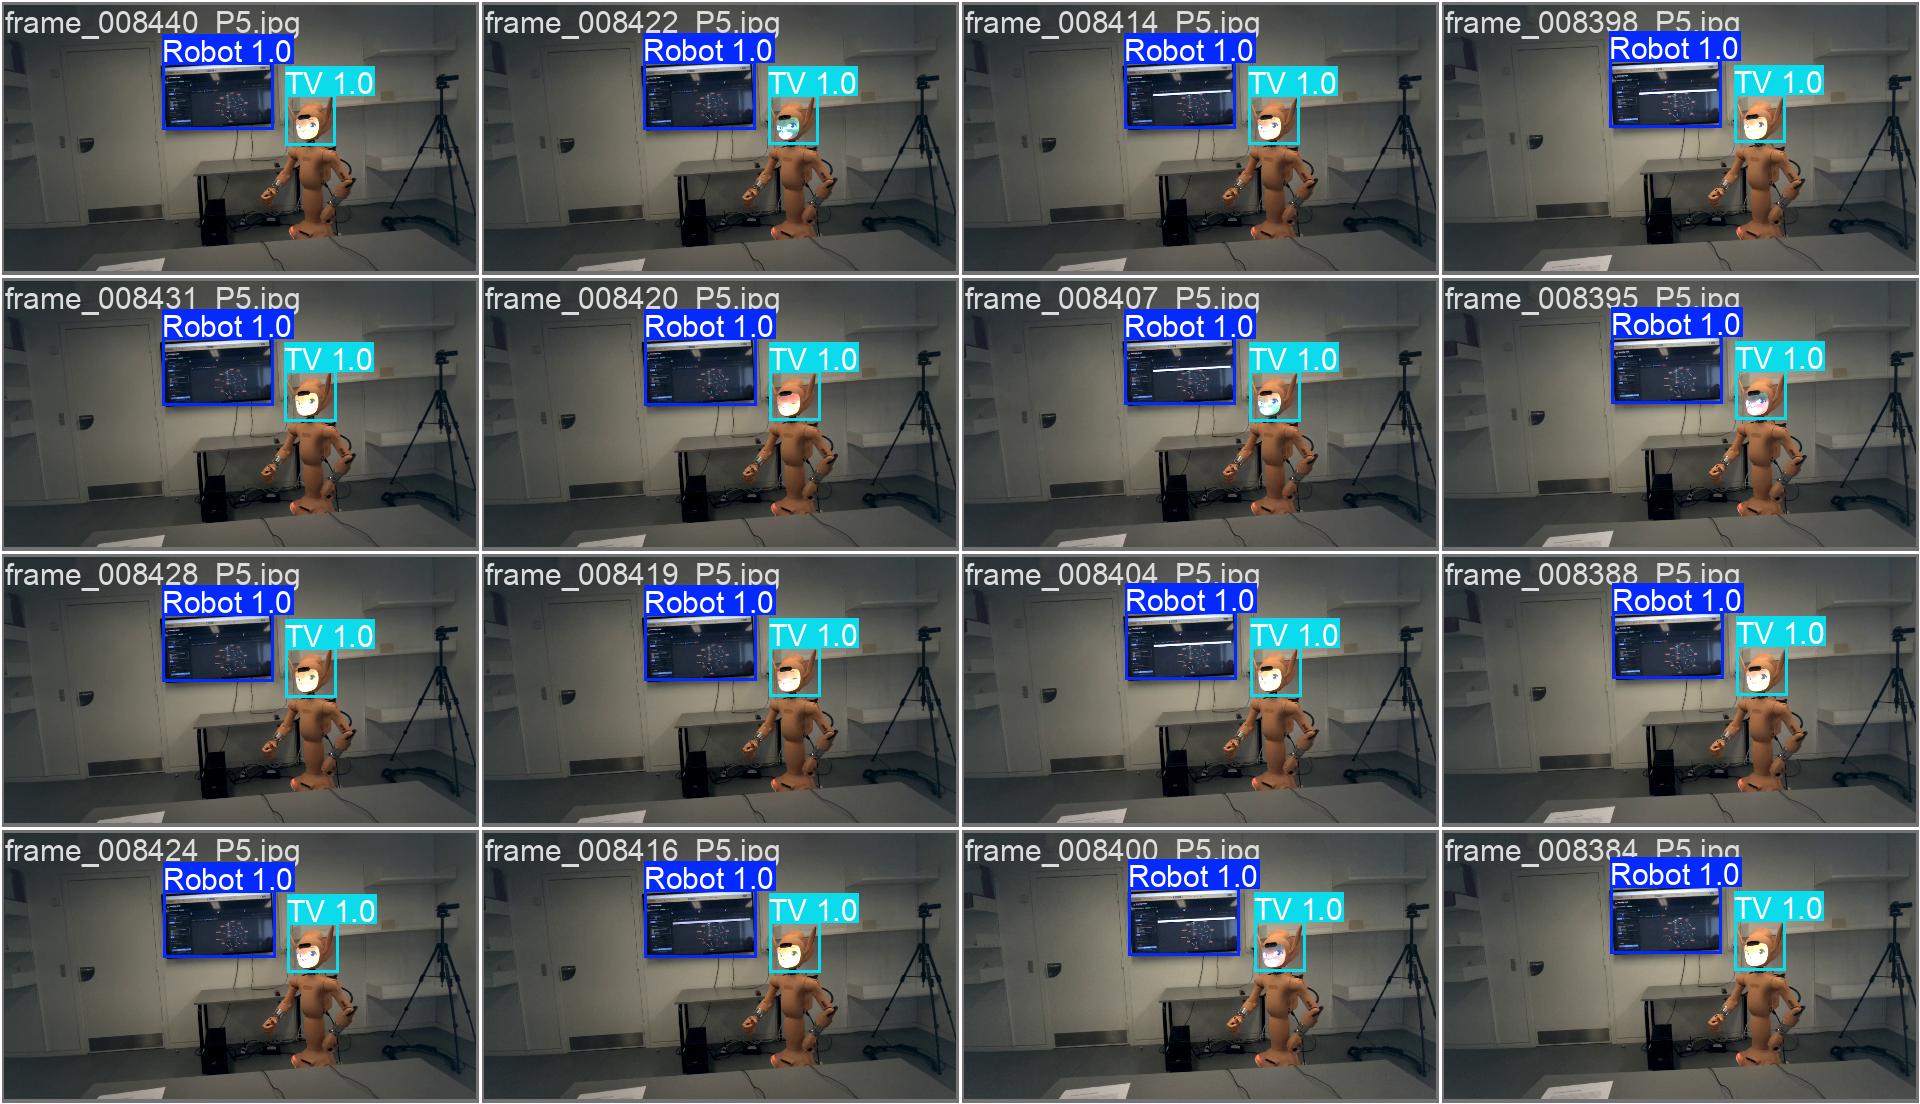 frame_008440_P5.jpg
Robot 1.0
TV 1.0
frame_008422_P5.jpg
Robot 1.0
TV 1.0
frame_008414_P5.jpg
Robot 1.0
TV 1.0
frame_008398_P5.jpg
Robot 1.0
TV 1.0
frame_008431_P5.jpg
Robot 1.0
TV 1.0
frame_008420_P5.jpg
Robot 1.0
TV 1.0
frame_008407_P5.jpg
Robot 1.0
TV 1.0
frame_008395_P5.jpg
Robot 1.0
TV 1.0
frame_008428_P5.jpg
Robot 1.0
TV 1.0
frame_008419_P5.jpg
Robot 1.0
TV 1.0
frame_008404_P5.jpg
Robot 1.0
TV 1.0
frame_008388_P5.jpg
Robot 1.0
TV 1.0
frame_008424_P5.jpg
Robot 1.0
TV 1.0
frame_008416_P5.jpg
Robot 1.0
TV 1.0
frame_008400_P5.jpg
Robot 1.0
TV 1.0
frame_008384_P5.jpg
Robot 1.0
TV 1.0